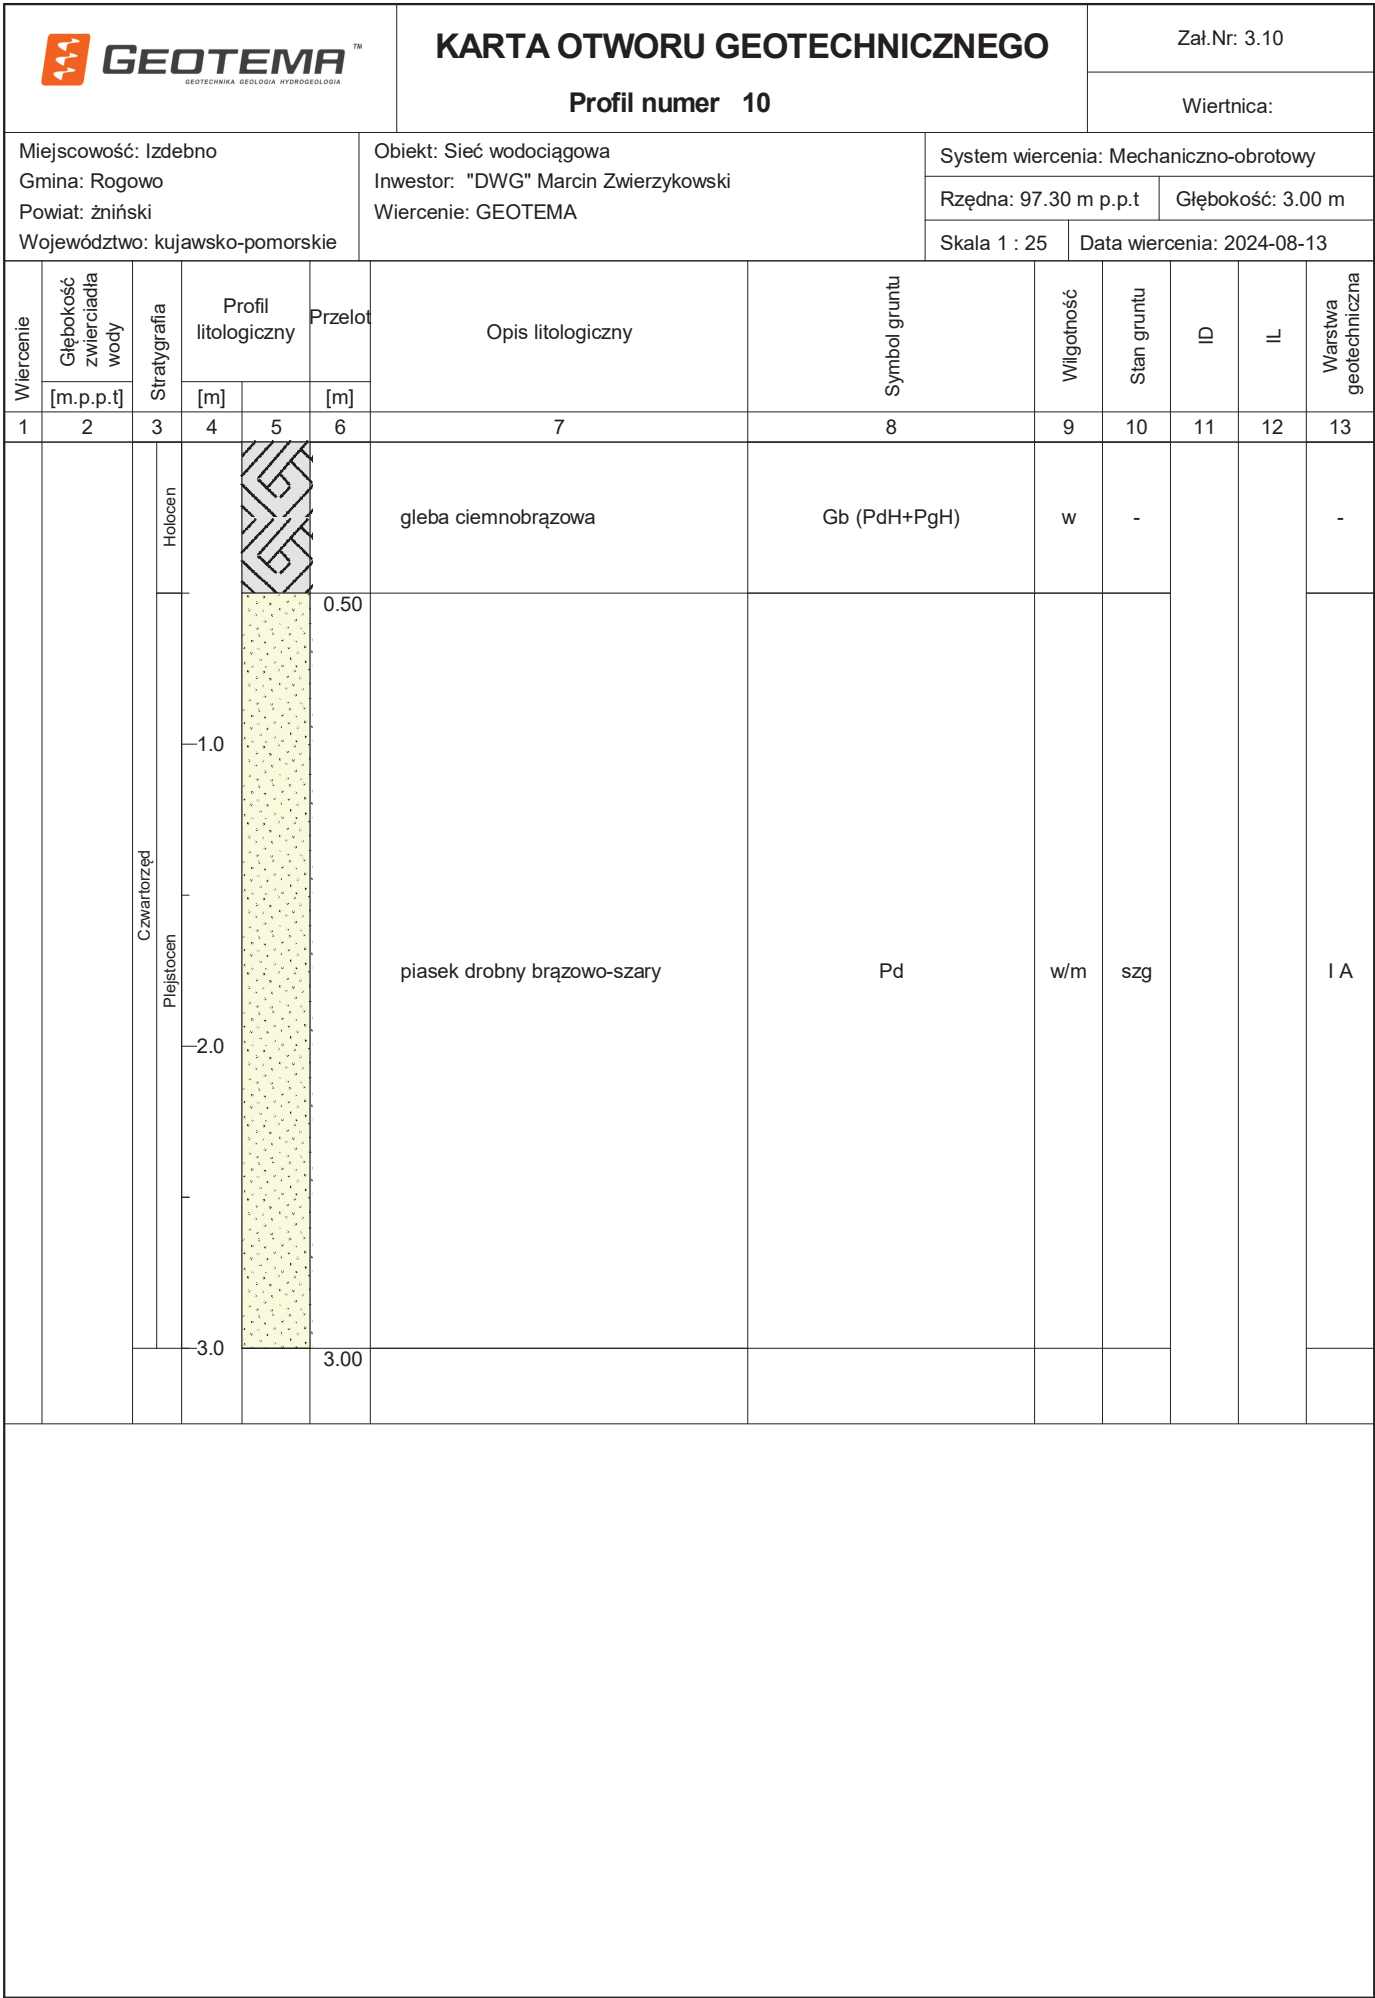 GEOTEMA™
GEOTECHNIKA GEOLOGIA HYDROGEOLOGIA
KARTA OTWORU GEOTECHNICZNEGO
Profil numer 10
Zał.Nr: 3.10
Wiertnica:
Miejscowość: Izdebno
Gmina: Rogowo
Powiat: żniński
Województwo: kujawsko-pomorskie
Obiekt: Sieć wodociągowa
Inwestor: "DWG" Marcin Zwierzykowski
Wiercenie: GEOTEMA
System wiercenia: Mechaniczno-obrotowy
Rzędna: 97.30 m p.p.t
Głębokość: 3.00 m
Skala 1 : 25
Data wiercenia: 2024-08-13
Wiercenie
Głębokość
zwierciadła
wody
[m.p.p.t]
Stratygrafia
Profil
litologiczny
[m]
Przelot
[m]
Opis litologiczny
Symbol gruntu
Wilgotność
Stan gruntu
ID
IL
Warstwa
geotechniczna
1 2 3 4 5 6 7 8 9 10 11 12 13
Czwartorzęd
Holocen
gleba ciemnobrązowa
Gb (PdH+PgH)
w
-
-
0.50
1.0
Plejstocen
piasek drobny brązowo-szary
Pd
w/m
szg
I A
2.0
3.0
3.00